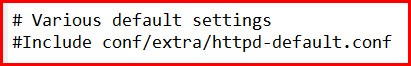 # Various default settings
#Include conf/extra/httpd-default.conf